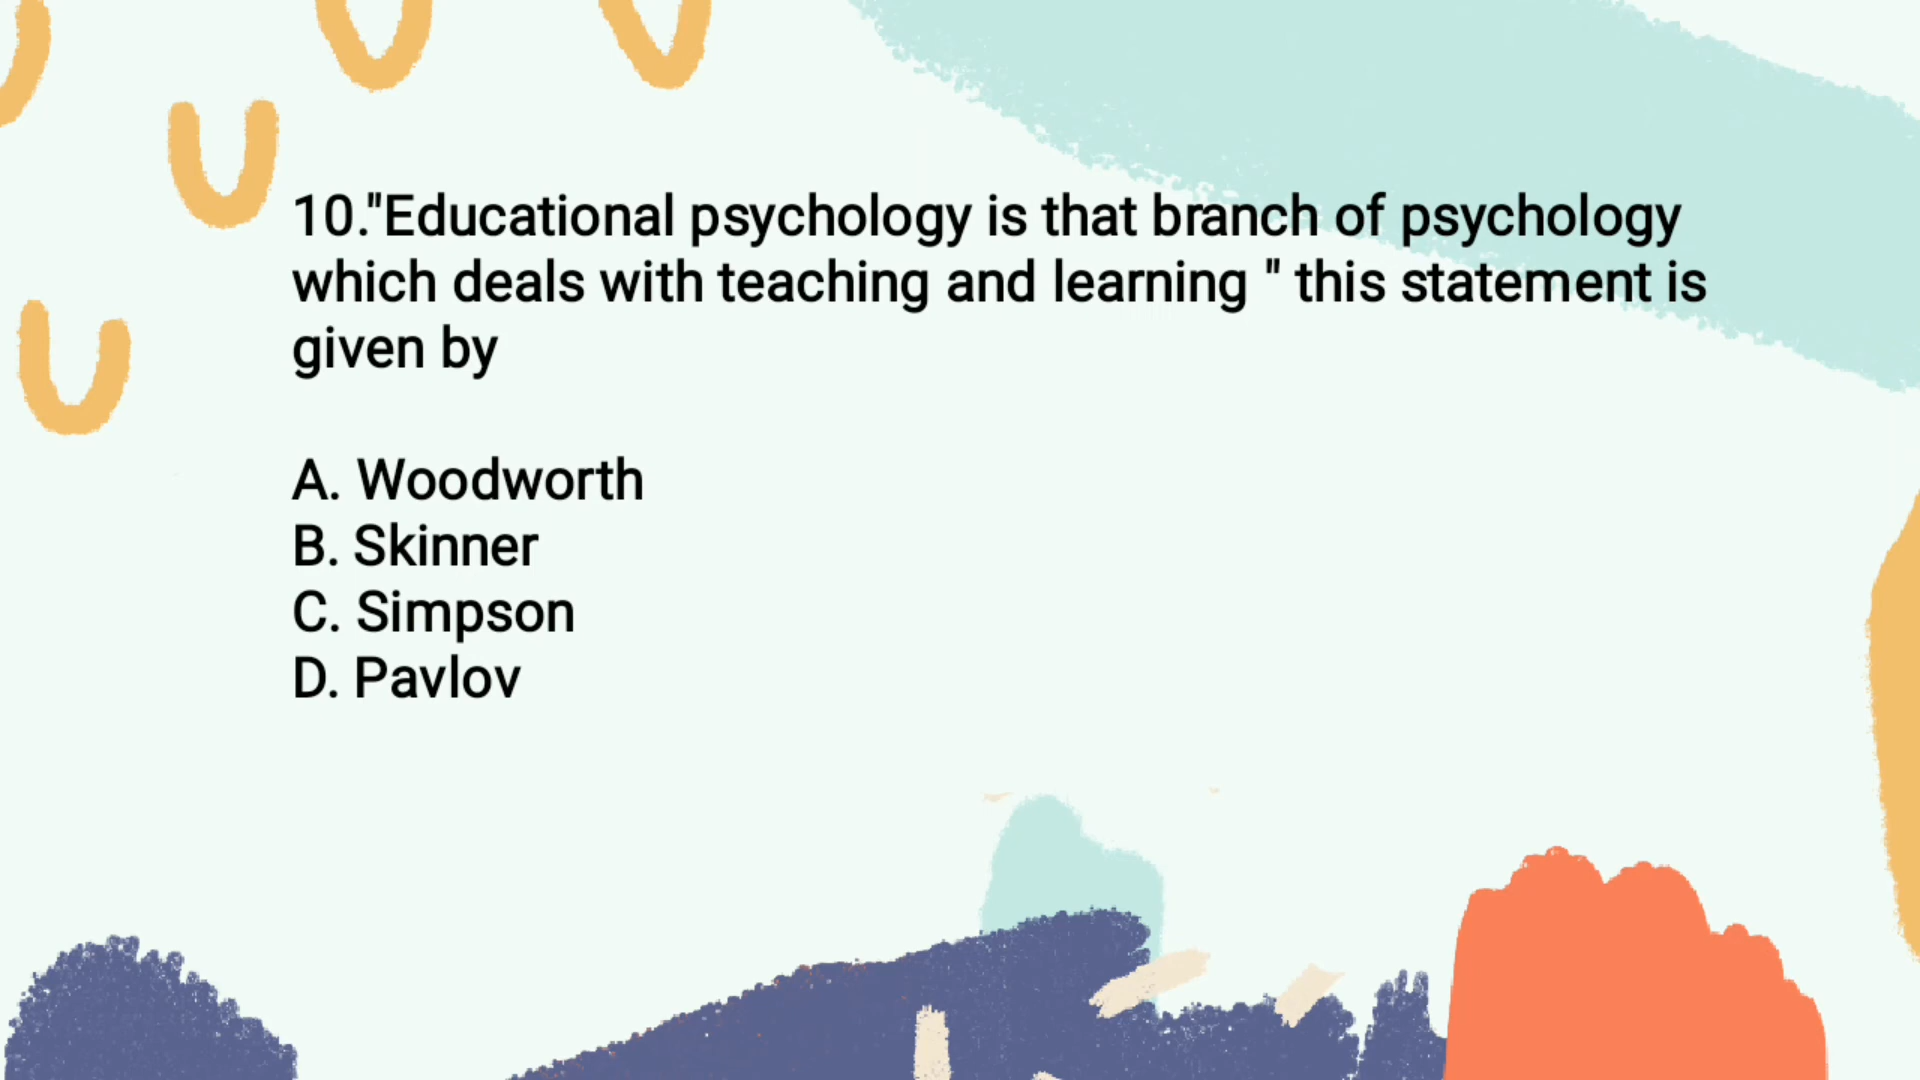 10."Educational psychology is that branch of psychology
which deals with teaching and learning " this statement is
given by
A. Woodworth
B. Skinner
C. Simpson
D. Pavlov